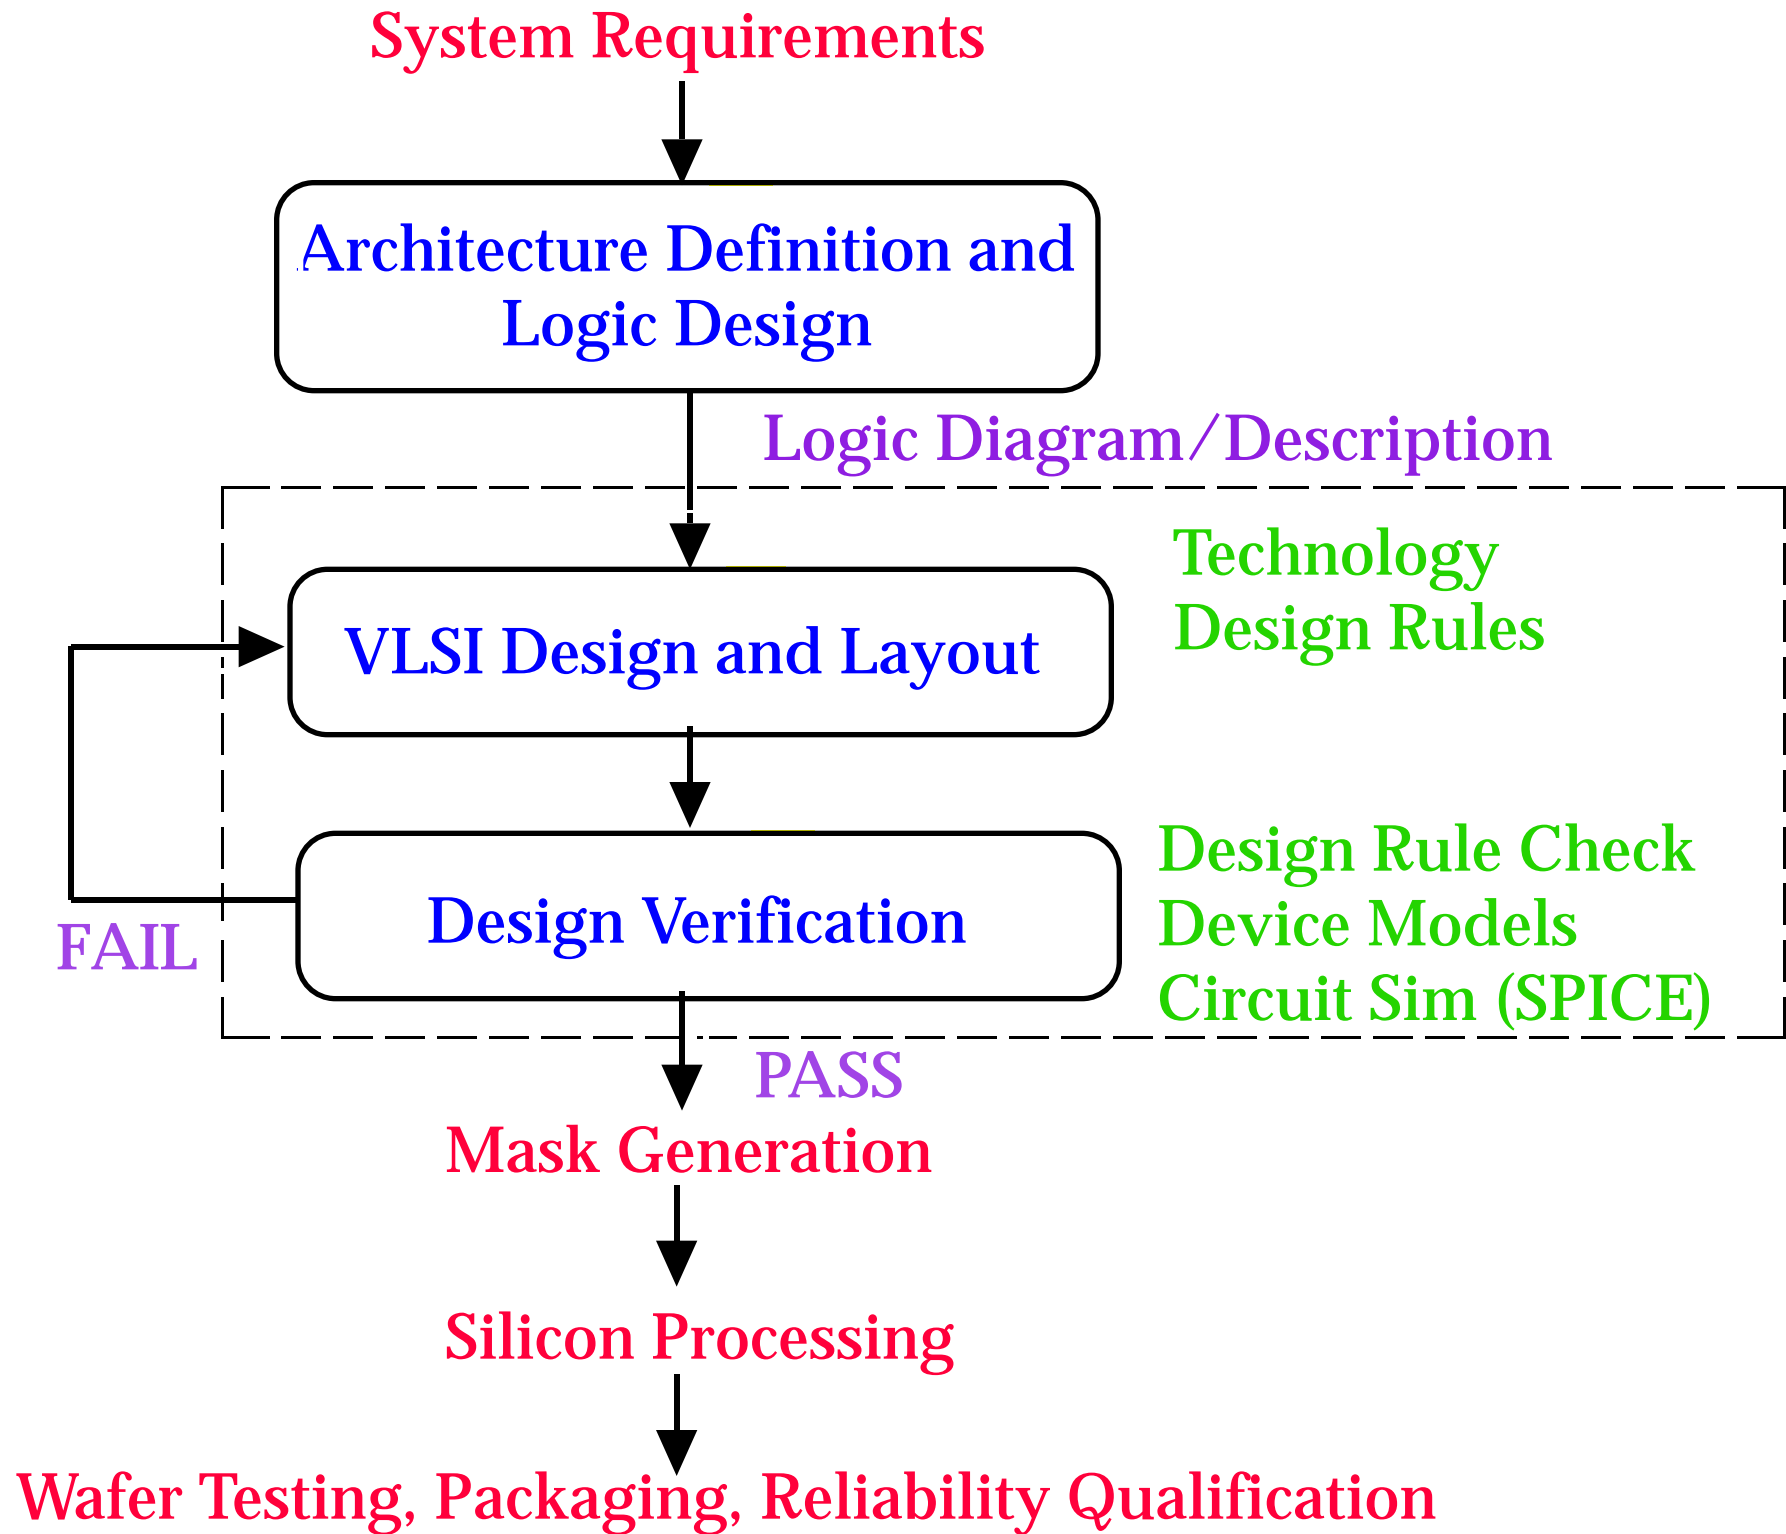 System Requirements
Architecture Definition and
Logic Design
Logic Diagram/Description
Technology
Design Rules
VLSI Design and Layout
Design Rule Check
Device Models
Circuit Sim (SPICE)
Design Verification
FAIL
PASS
Mask Generation
Silicon Processing
Wafer Testing, Packaging, Reliability Qualification